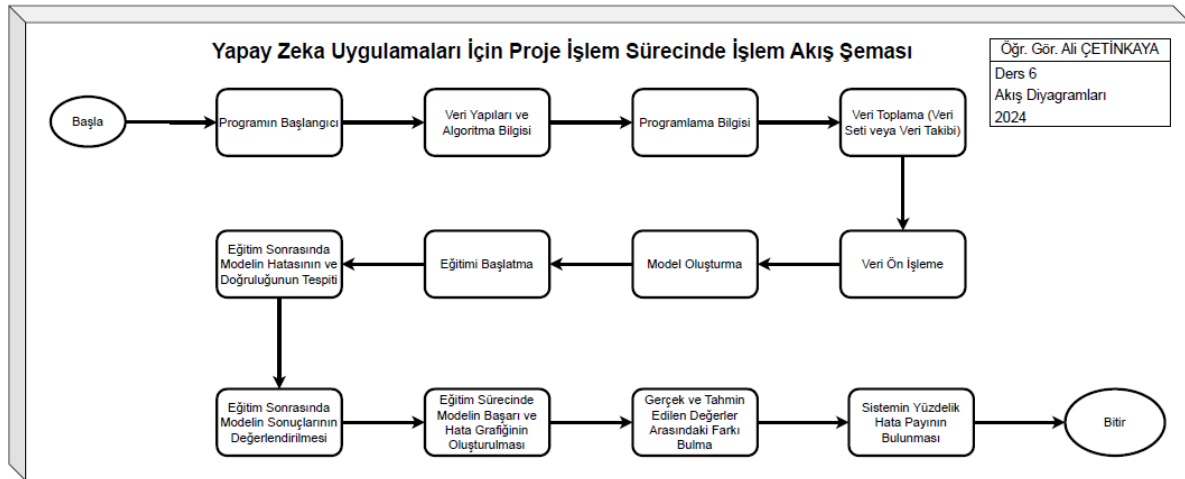 Yapay Zeka Uygulamaları İçin Proje İşlem Sürecinde İşlem Akış Şeması
Öğr. Gör. Ali ÇETİNKAYA
Ders 6
Akış Diyagramları
2024
Başla
Programın Başlangıcı
Veri Yapıları ve
Algoritma Bilgisi
Programlama Bilgisi
Veri Toplama (Veri
Seti veya Veri Takibi)
Veri Ön İşleme
Model Oluşturma
Eğitimi Başlatma
Eğitim Sonrasında
Modelin Hatasının ve
Doğruluğunun Tespiti
Eğitim Sonrasında
Modelin Sonuçlarının
Değerlendirilmesi
Eğitim Sürecinde
Modelin Başarı ve
Hata Grafiğinin
Oluşturulması
Gerçek ve Tahmin
Edilen Değerler
Arasındaki Farkı
Bulma
Sistemin Yüzdelik
Hata Payının
Bulunması
Bitir